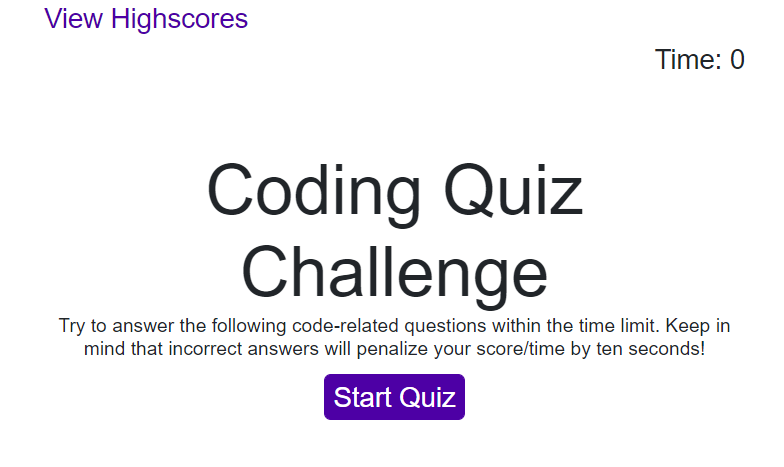 View Highscores
Time: 0
Coding Quiz
Challenge
Try to answer the following code-related questions within the time limit. Keep in
mind that incorrect answers will penalize your score/time by ten seconds!
Start Quiz